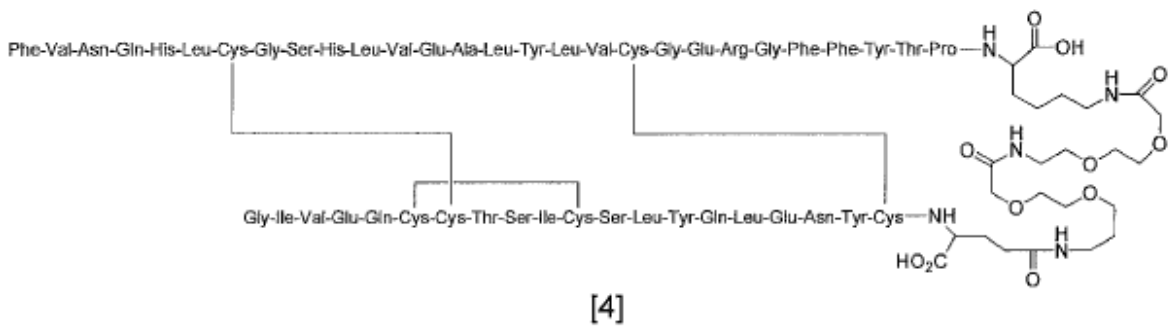 O
Phe-Val-Asn-Gln-His-Leu-Cys-Gly-Ser-His-Leu-Val-Glu-Ala-Leu-Tyr-Leu-Val-Cys-Gly-Glu-Arg-Gly-Phe-Phe-Tyr-Thr-Pro
H
N
OH
O
N
H
O
H
N
O
O
O
O
Gly-Ile-Val-Glu-Gln-Cys-Cys-Thr-Ser-Ile-Cys-Ser-Leu-Tyr-Gln-Leu-Glu-Asn-Tyr-Cys
NH
HO₂C
O
N
H
[4]